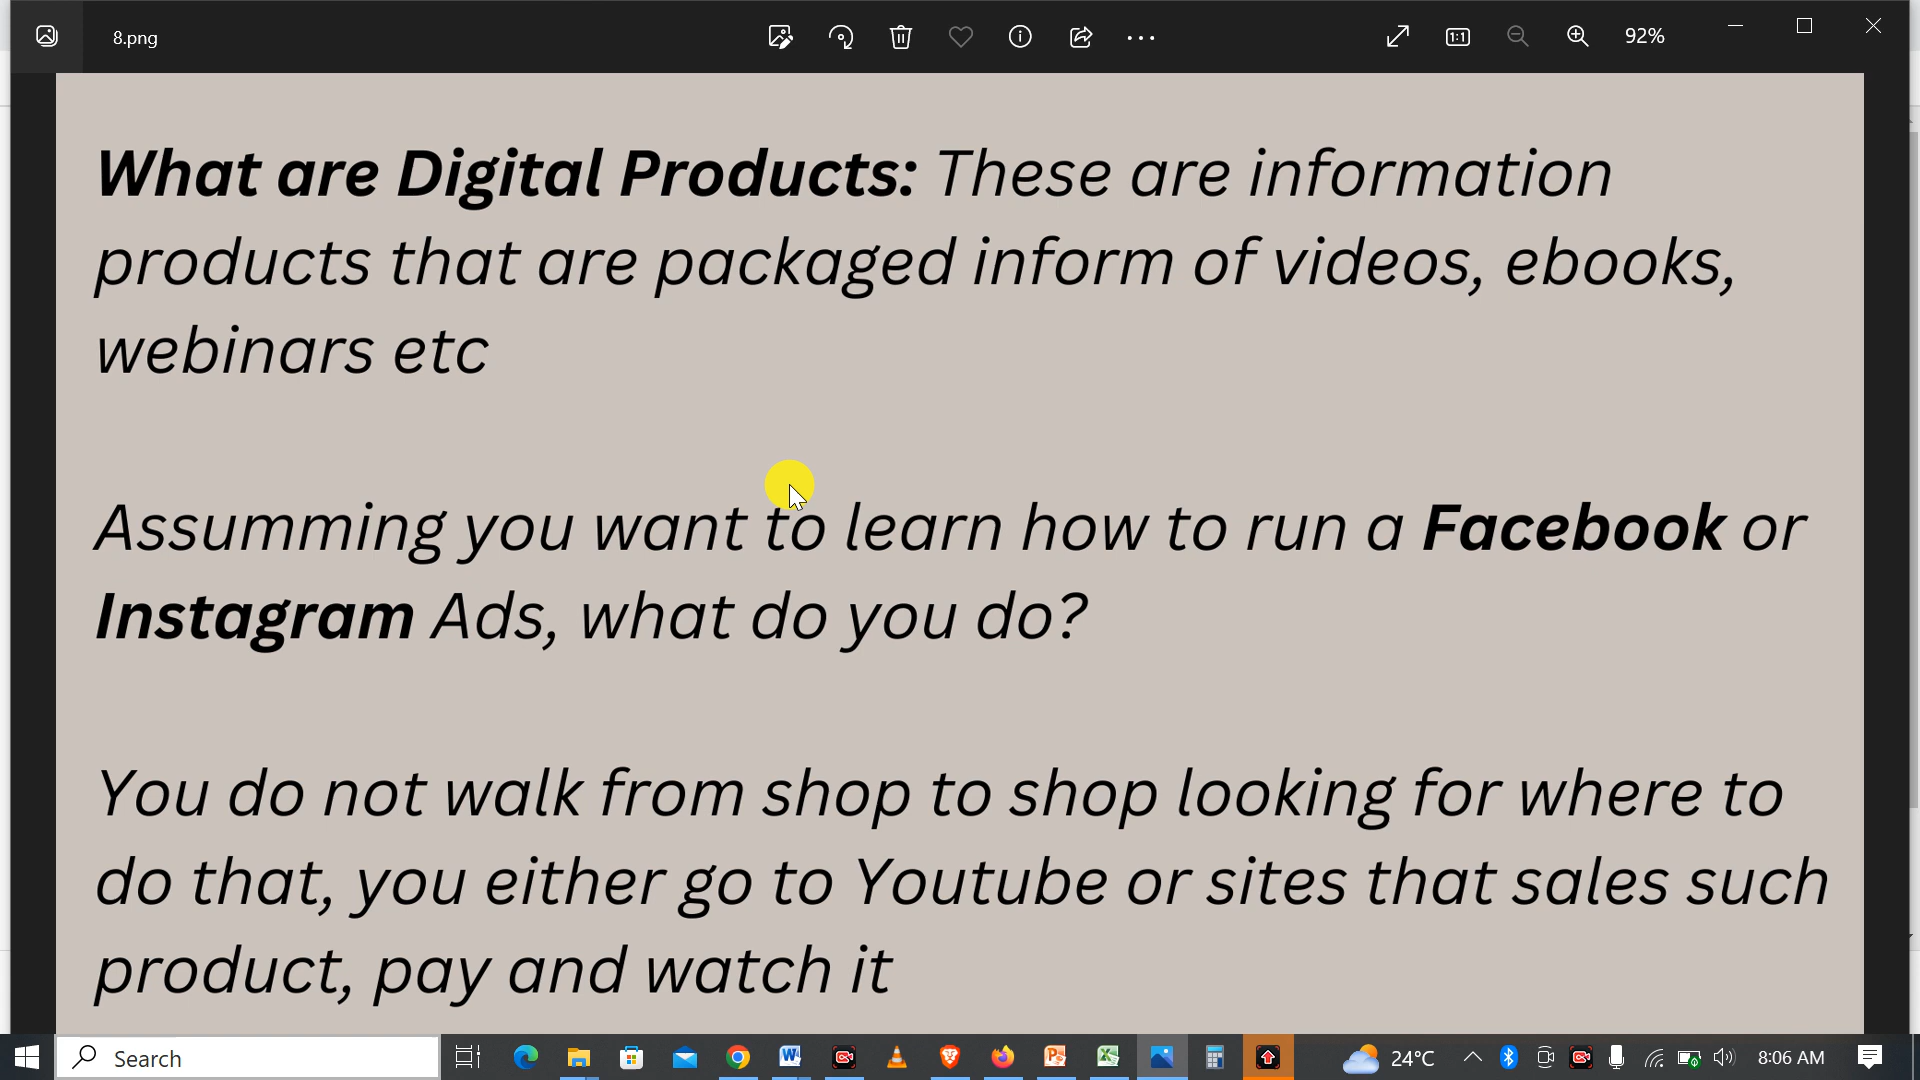 8.png
92%
What are Digital Products: These are information
products that are packaged inform of videos, ebooks,
webinars etc
Assumming you want to learn how to run a Facebook or
Instagram Ads, what do you do?
You do not walk from shop to shop looking for where to
do that, you either go to Youtube or sites that sales such
product, pay and watch it
Search
24°C
8:06 AM